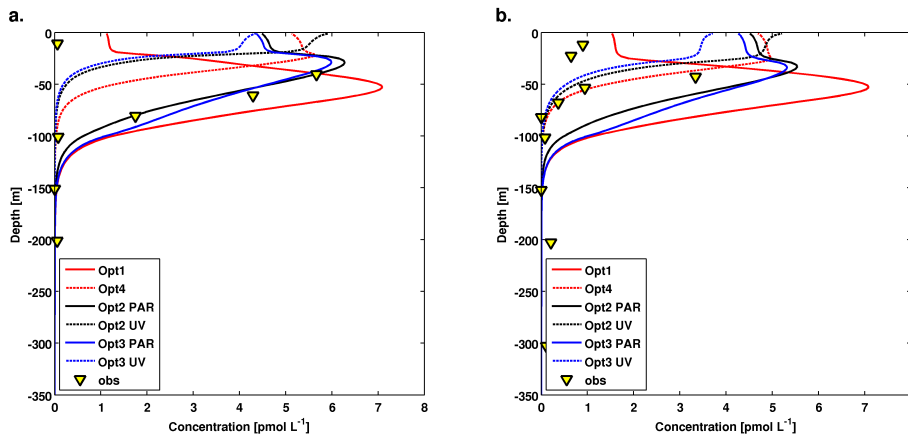 a.
0
-50
-100
-150
-200
-250
-300
-350
Depth [m]
Opt1
Opt4
Opt2 PAR
Opt2 UV
Opt3 PAR
Opt3 UV
obs
0 1 2 3 4 5 6 7 8
Concentration [pmol L⁻¹]
b.
0
-50
-100
-150
-200
-250
-300
-350
Depth [m]
Opt1
Opt4
Opt2 PAR
Opt2 UV
Opt3 PAR
Opt3 UV
obs
0 1 2 3 4 5 6 7
Concentration [pmol L⁻¹]